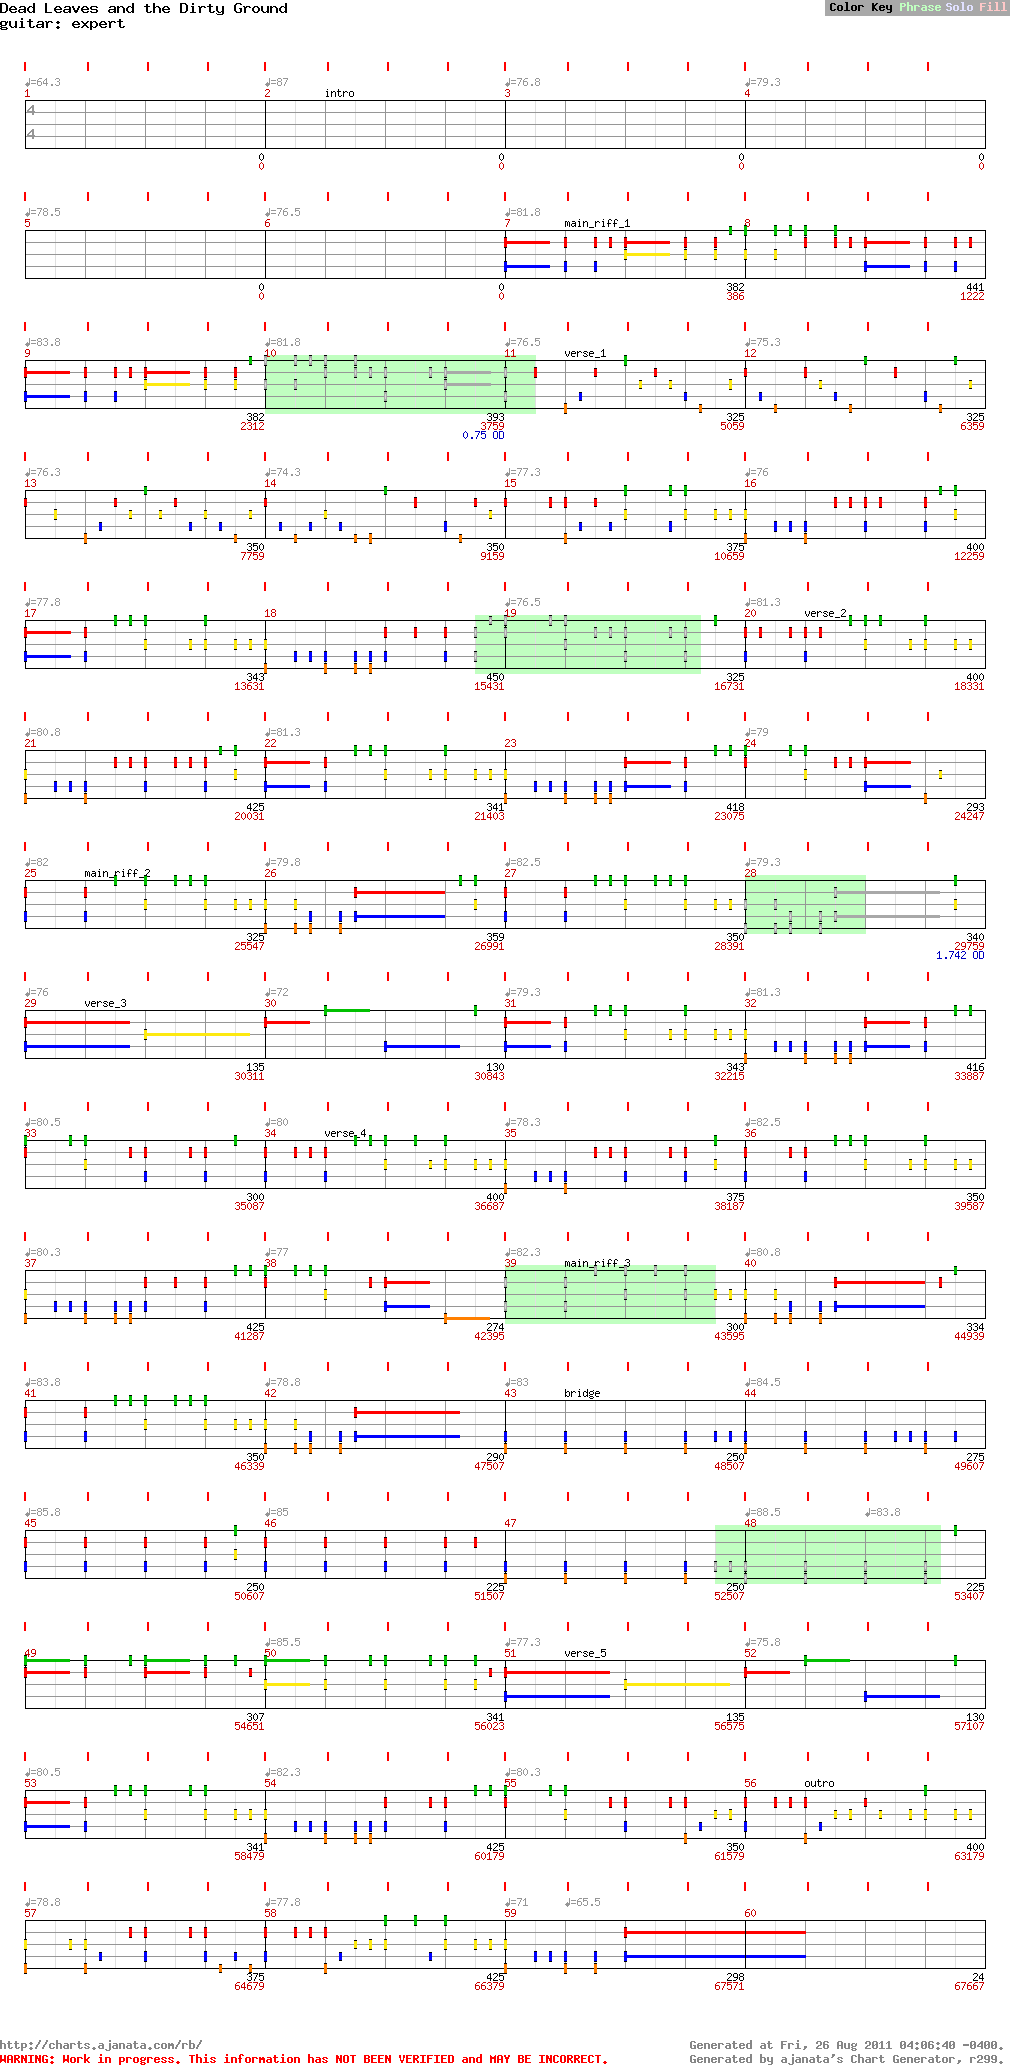 Dead Leaves and the Dirty Ground
Color Key Phrase Solo Fill
guitar: expert
♩=64.3 ♩=87 ♩=76.8 ♩=79.3
1 2 intro 3 4
4
4
0 0 0 0
0 0 0 0
♩=78.5 ♩=76.5 ♩=81.8
5 6 7 main_riff_1 8
0 0 382 441
0 0 386 1222
♩=83.8 ♩=81.8 ♩=76.5 ♩=75.3
9 10 11 verse_1 12
382 393 325 325
2312 3759 5059 6359
0.75 OD
♩=76.3 ♩=74.3 ♩=77.3 ♩=76
13 14 15 16
350 350 375 400
7759 9159 10659 12259
♩=77.8 ♩=76.5 ♩=81.3
17 18 19 20 verse_2
343 450 325 400
13631 15431 16731 18331
♩=80.8 ♩=81.3 ♩=79
21 22 23 24
425 341 418 293
20031 21403 23075 24247
♩=82 ♩=79.8 ♩=82.5 ♩=79.3
25 main_riff_2 26 27 28
325 359 350 340
25547 26991 28391 29759
1.742 OD
♩=76 ♩=72 ♩=79.3 ♩=81.3
29 verse_3 30 31 32
135 130 343 416
30311 30843 32215 33887
♩=80.5 ♩=80 ♩=78.3 ♩=82.5
33 34 verse_4 35 36
300 400 375 350
35087 36687 38187 39587
♩=80.3 ♩=77 ♩=82.3 ♩=80.8
37 38 39 main_riff_3 40
425 274 300 334
41287 42395 43595 44939
♩=83.8 ♩=78.8 ♩=83 ♩=84.5
41 42 43 bridge 44
350 290 250 275
46339 47507 48507 49607
♩=85.8 ♩=85 ♩=88.5 ♩=83.8
45 46 47 48
250 225 250 225
50607 51507 52507 53407
♩=85.5 ♩=77.3 ♩=75.8
49 50 51 verse_5 52
307 341 135 130
54651 56023 56575 57107
♩=80.5 ♩=82.3 ♩=80.3
53 54 55 56 outro
341 425 350 400
58479 60179 61579 63179
♩=78.8 ♩=77.8 ♩=71 ♩=65.5
57 58 59 60
375 425 298 24
64679 66379 67571 67667
http://charts.ajanata.com/rb/
Generated at Fri, 26 Aug 2011 04:06:40 -0400.
WARNING: Work in progress. This information has NOT BEEN VERIFIED and MAY BE INCORRECT.
Generated by ajanata's Chart Generator, r299.